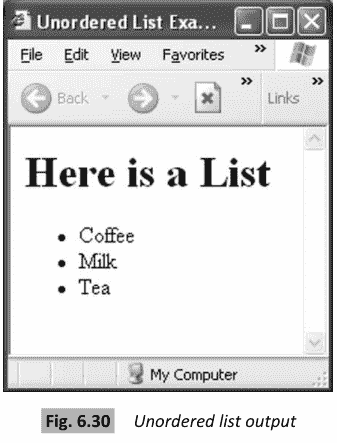 Unordered List Exa...
File Edit View Favorites »
Back » Links »
Here is a List
• Coffee
• Milk
• Tea
My Computer
Fig. 6.30 Unordered list output